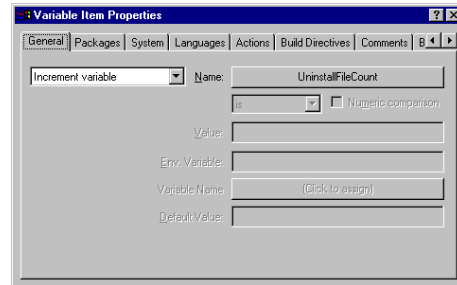 Variable Item Properties
General Packages System Languages Actions Build Directives Comments B
Increment variable Name: UninstallFileCount
is Numeric comparison
Value:
Env. Variable:
Variable Name (Click to assign)
Default Value: